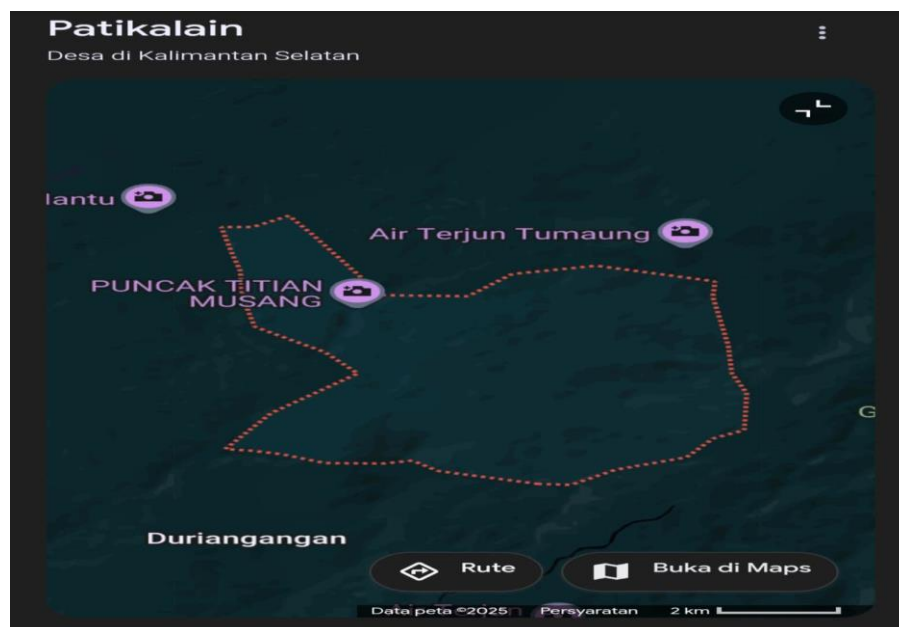 Patikalain
Desa di Kalimantan Selatan
lantu
Air Terjun Tumaung
PUNCAK TITIAN
MUSANG
G
Duriangangan
Rute
Buka di Maps
Data peta ©2025 Persyaratan 2 km